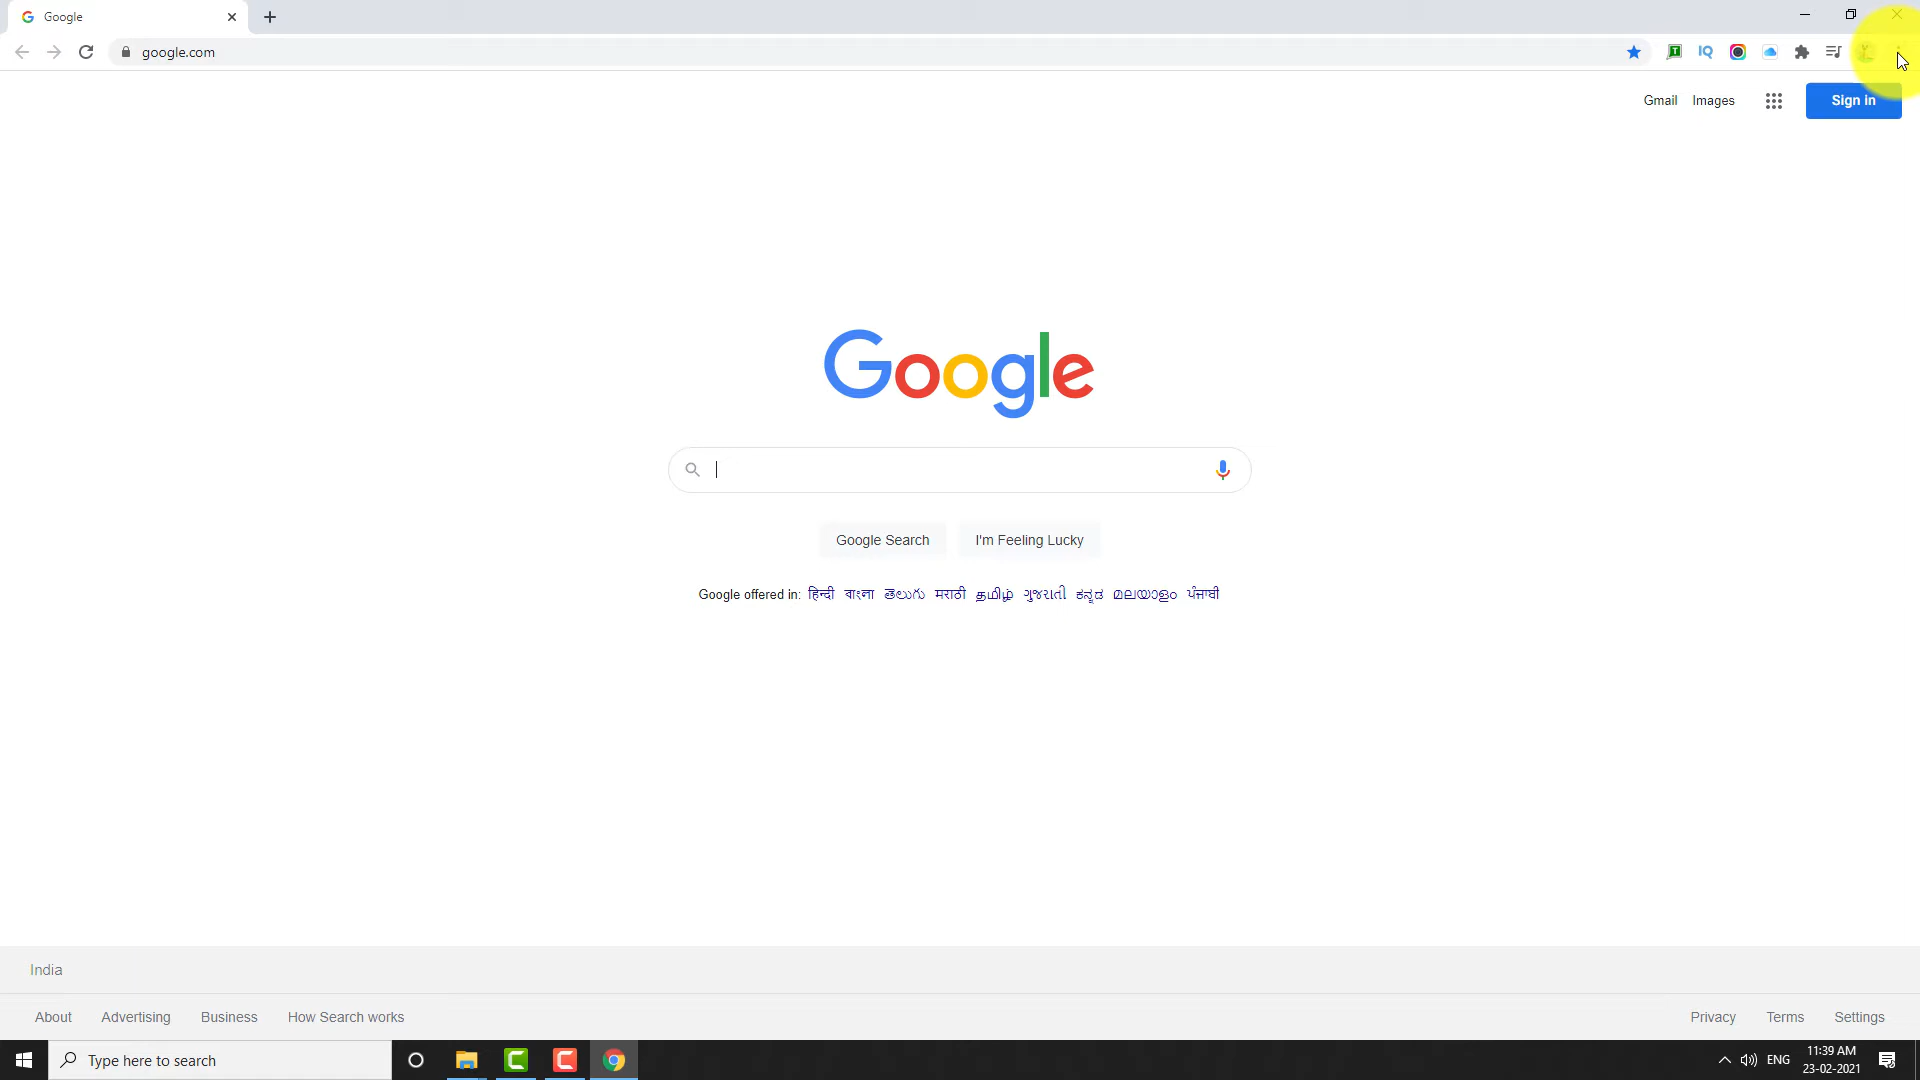 Google
google.com
IQ
Gmail Images Sign in
Google
Google Search I'm Feeling Lucky
Google offered in: हिन्दी বাংলা తెలుగు मराठी தமிழ் ગુજરાતી ಕನ್ನಡ മലയാളം ਪੰਜਾਬੀ
India
About Advertising Business How Search works Privacy Terms Settings
Type here to search ENG 11:39 AM
23-02-2021